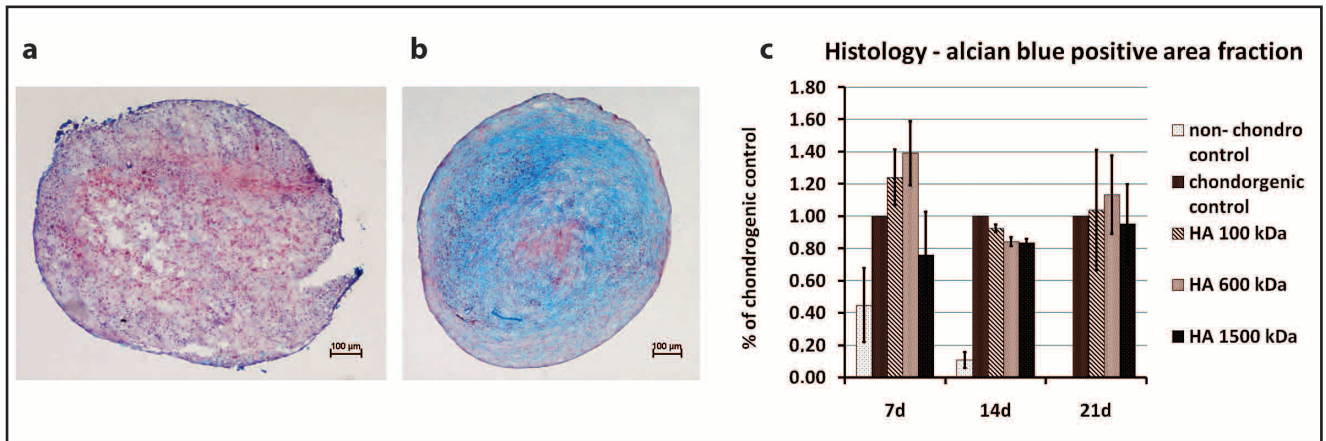 a
100 µm
b
100 µm
c
Histology - alcian blue positive area fraction
% of chondrogenic control
1.80
1.60
1.40
1.20
1.00
0.80
0.60
0.40
0.20
0.00
7d 14d 21d
non- chondro
control
chondorgenic
control
HA 100 kDa
HA 600 kDa
HA 1500 kDa